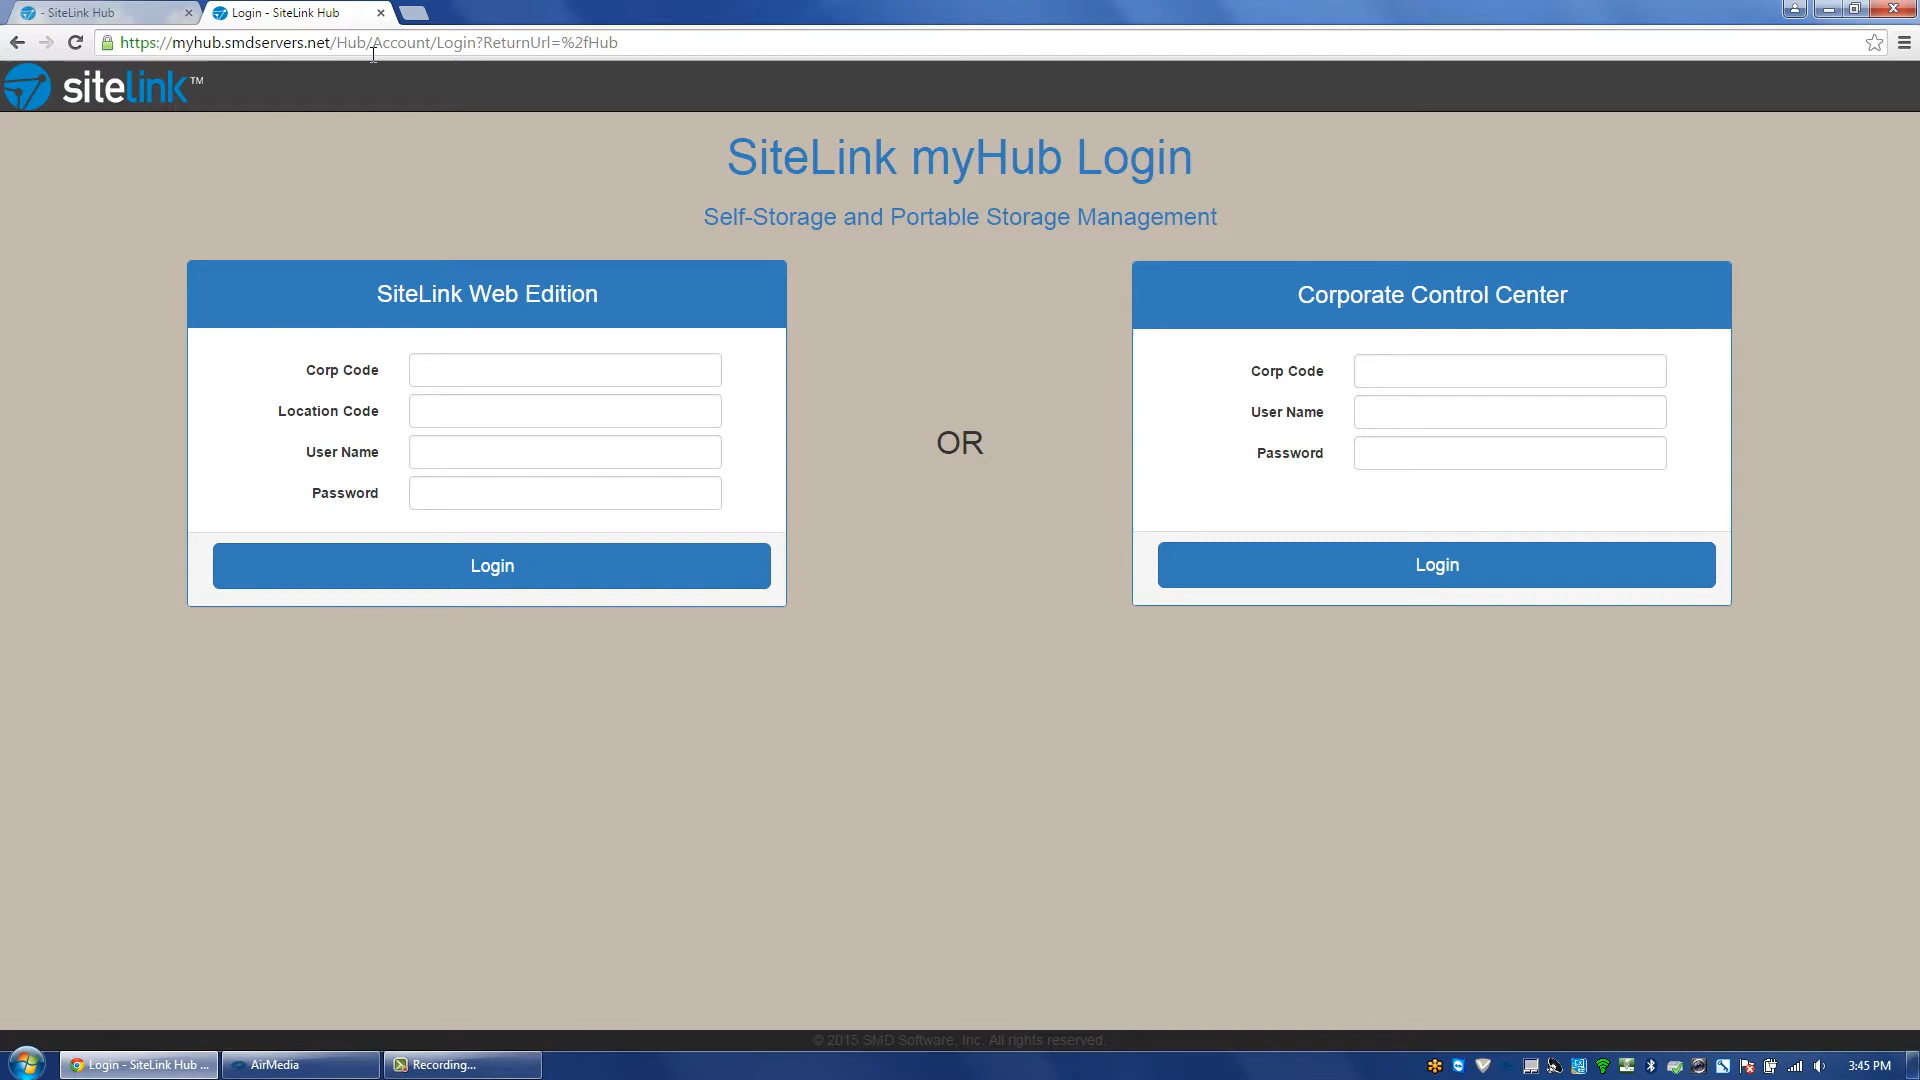 - SiteLink Hub
Login - SiteLink Hub
https://myhub.smdservers.net/Hub/Account/Login?ReturnUrl=%2fHub
sitelink™
SiteLink myHub Login
Self-Storage and Portable Storage Management
SiteLink Web Edition
Corp Code
Location Code
User Name
Password
Login
OR
Corporate Control Center
Corp Code
User Name
Password
Login
© 2015 SMD Software, Inc. All rights reserved.
Login - SiteLink Hub ...
AirMedia
Recording...
3:45 PM